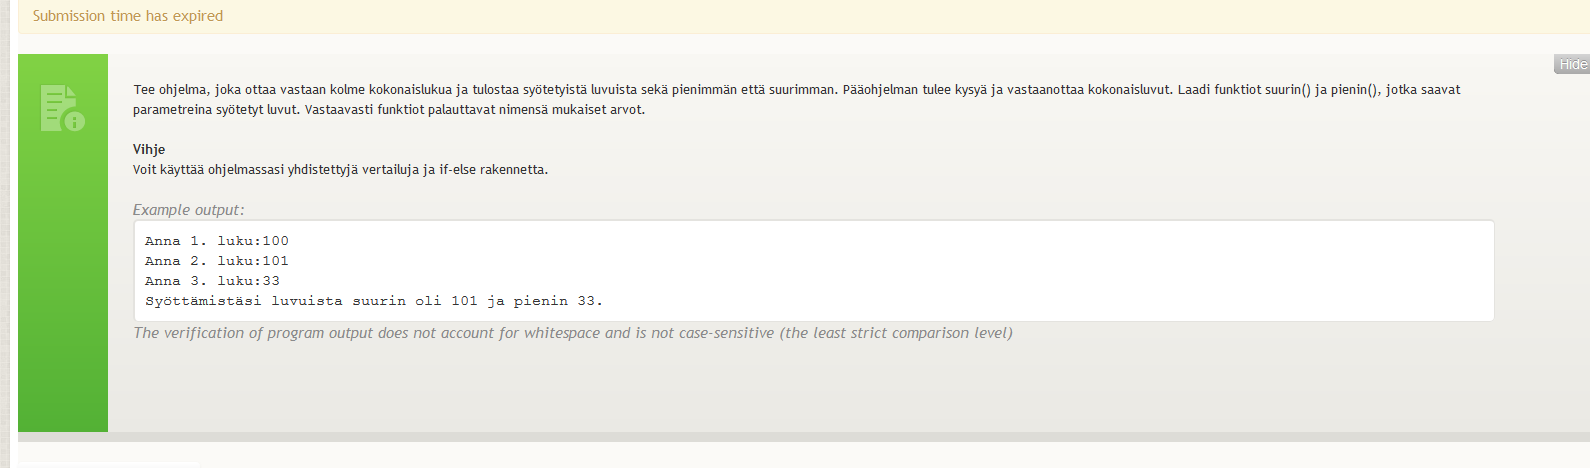 Submission time has expired
Hide
Tee ohjelma, joka ottaa vastaan kolme kokonaislukua ja tulostaa syötetyistä luvuista sekä pienimmän että suurimman. Pääohjelman tulee kysyä ja vastaanottaa kokonaisluvut. Laadi funktiot suurin() ja pienin(), jotka saavat
parametreina syötetyt luvut. Vastaavasti funktiot palauttavat nimensä mukaiset arvot.
Vihje
Voit käyttää ohjelmassasi yhdistettyjä vertailuja ja if-else rakennetta.
Example output:
Anna 1. luku:100
Anna 2. luku:101
Anna 3. luku:33
Syöttämistäsi luvuista suurin oli 101 ja pienin 33.
The verification of program output does not account for whitespace and is not case-sensitive (the least strict comparison level)